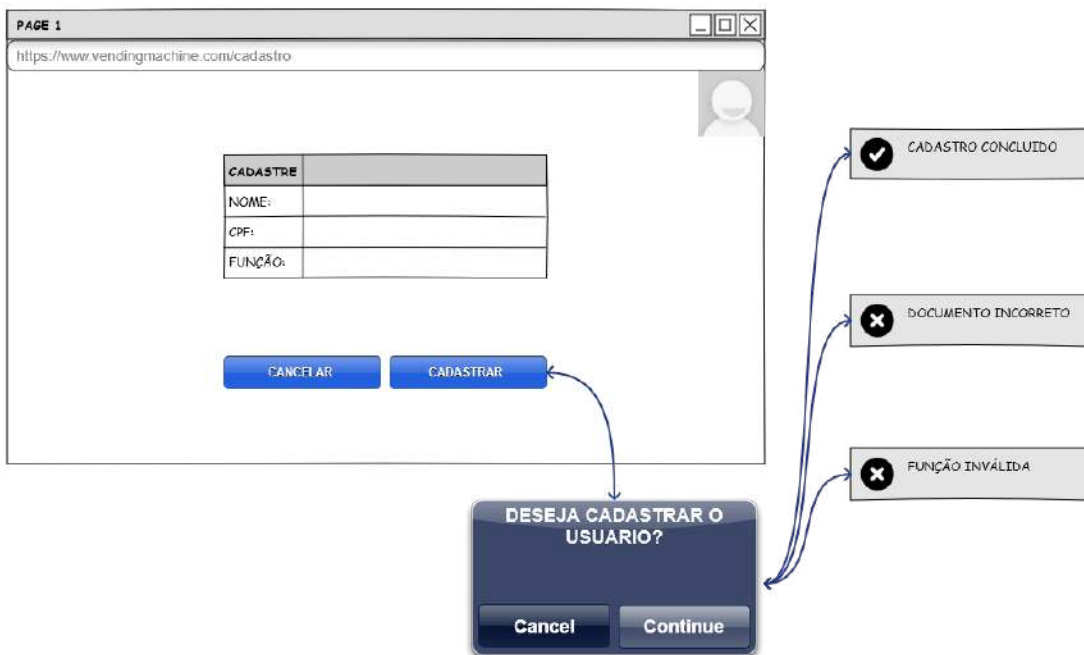 PAGE 1
https://www.vendingmachine.com/cadastro
CADASTRE
NOME:
CPF:
FUNÇÃO:
CANCELAR
CADASTRAR
CADASTRO CONCLUIDO
DOCUMENTO INCORRETO
FUNÇÃO INVÁLIDA
DESEJA CADASTRAR O
USUARIO?
Cancel
Continue